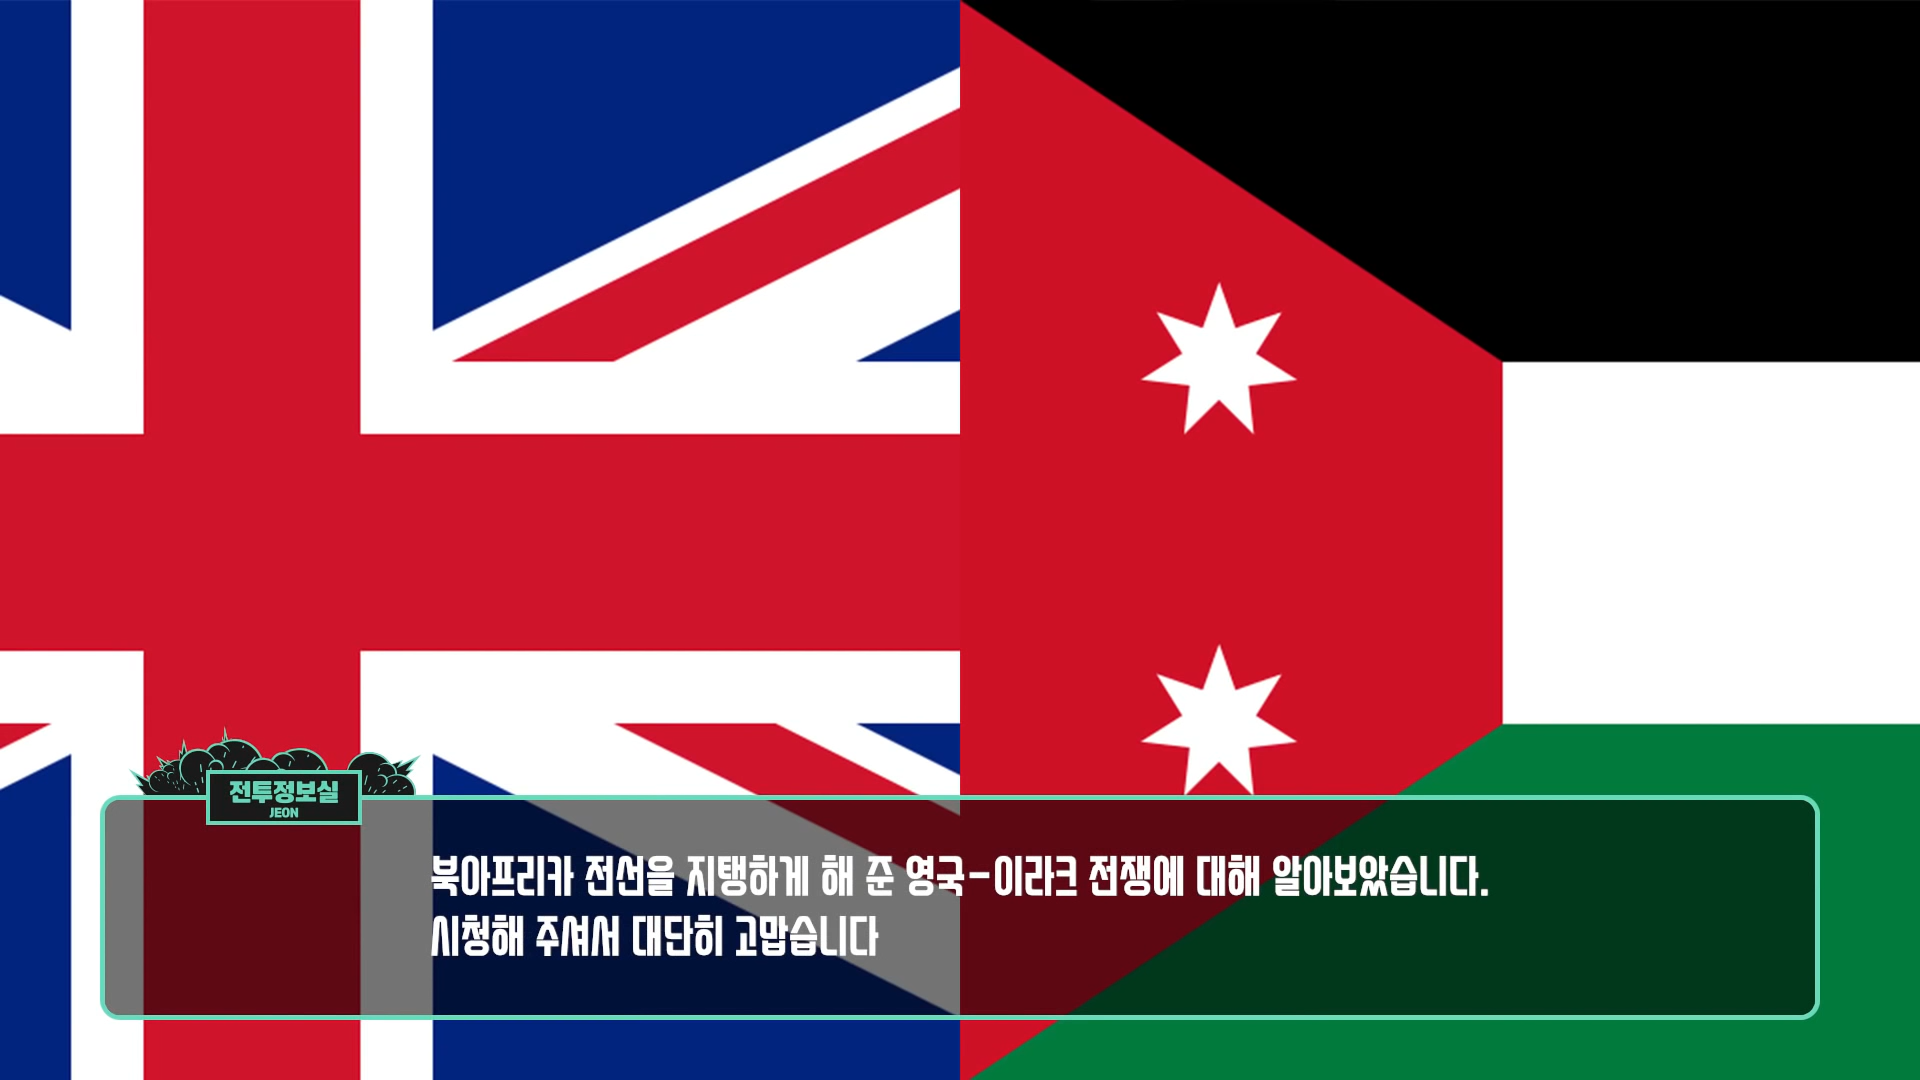 전투정보실
JEON
북아프리카 전선을 지탱하게 해 준 영국-이라크 전쟁에 대해 알아보았습니다.
시청해 주셔서 대단히 고맙습니다